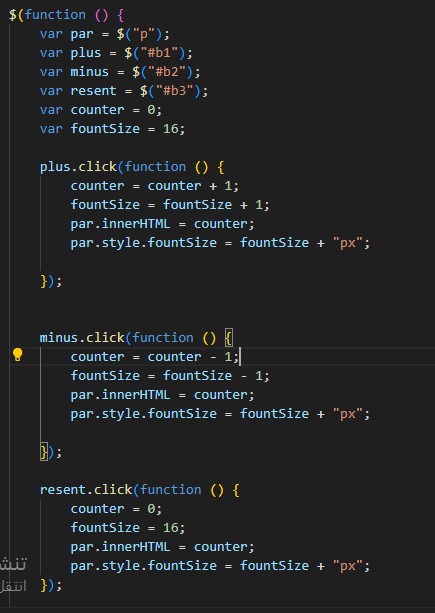 $(function () {
    var par = $("p");
    var plus = $("#b1");
    var minus = $("#b2");
    var resent = $("#b3");
    var counter = 0;
    var fountSize = 16;

    plus.click(function () {
        counter = counter + 1;
        fountSize = fountSize + 1;
        par.innerHTML = counter;
        par.style.fountSize = fountSize + "px";

    });


    minus.click(function () {
        counter = counter - 1;
        fountSize = fountSize - 1;
        par.innerHTML = counter;
        par.style.fountSize = fountSize + "px";

    });

    resent.click(function () {
        counter = 0;
        fountSize = 16;
        par.innerHTML = counter;
        par.style.fountSize = fountSize + "px";
    });